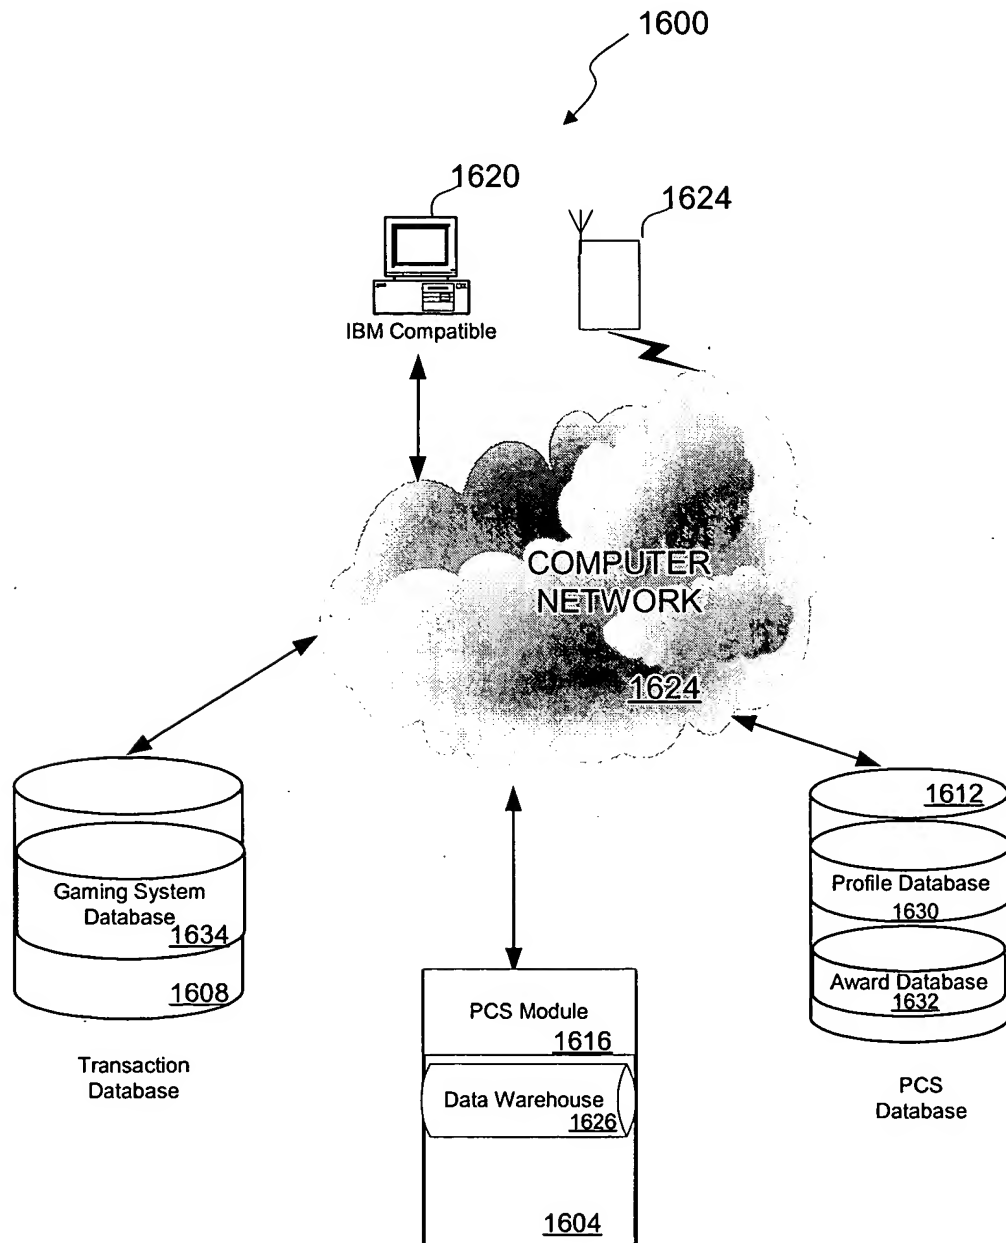 1600
1620
1624
IBM Compatible
COMPUTER
NETWORK
1624
Gaming System
Database
1634
1608
Transaction
Database
PCS Module
1616
Data Warehouse
1626
1604
1612
Profile Database
1630
Award Database
1632
PCS
Database